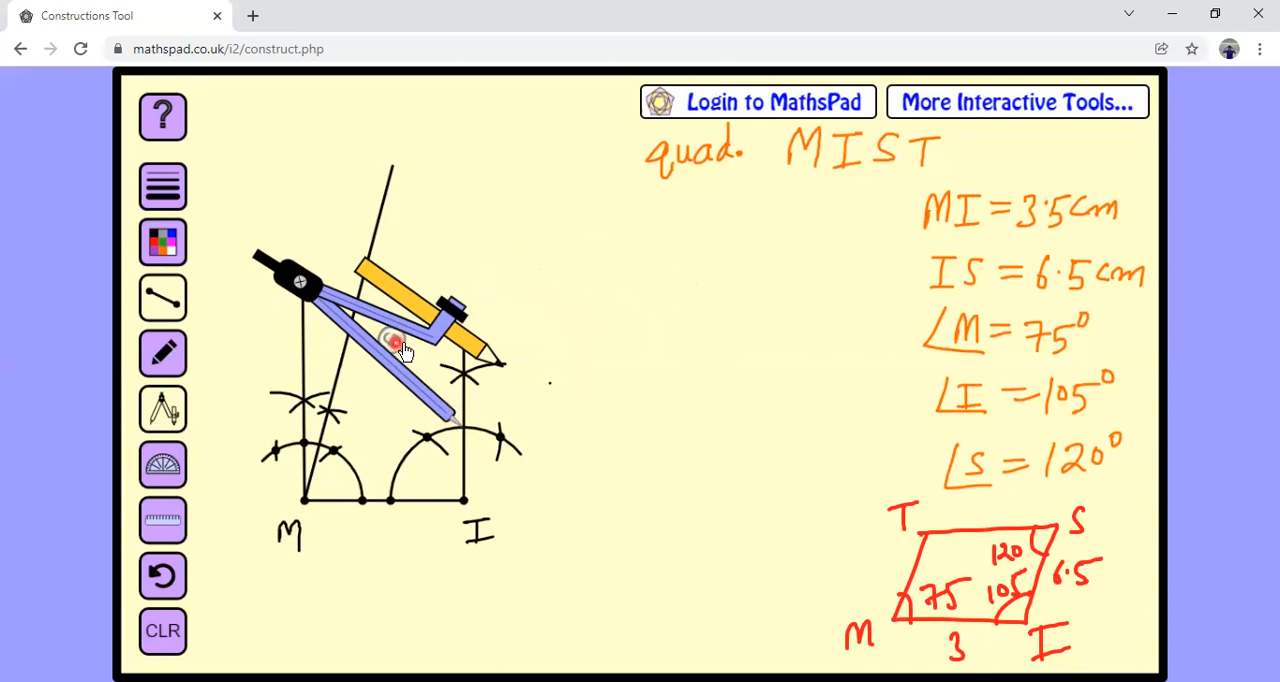 Constructions Tool
mathspad.co.uk/i2/construct.php
?
Login to MathsPad
More Interactive Tools...
quad. MIST
MI = 3.5cm
IS = 6.5cm
∠M = 75°
∠I = 105°
∠S = 120°
M
I
CLR
T
S
120
6.5
75
105
M
3
I